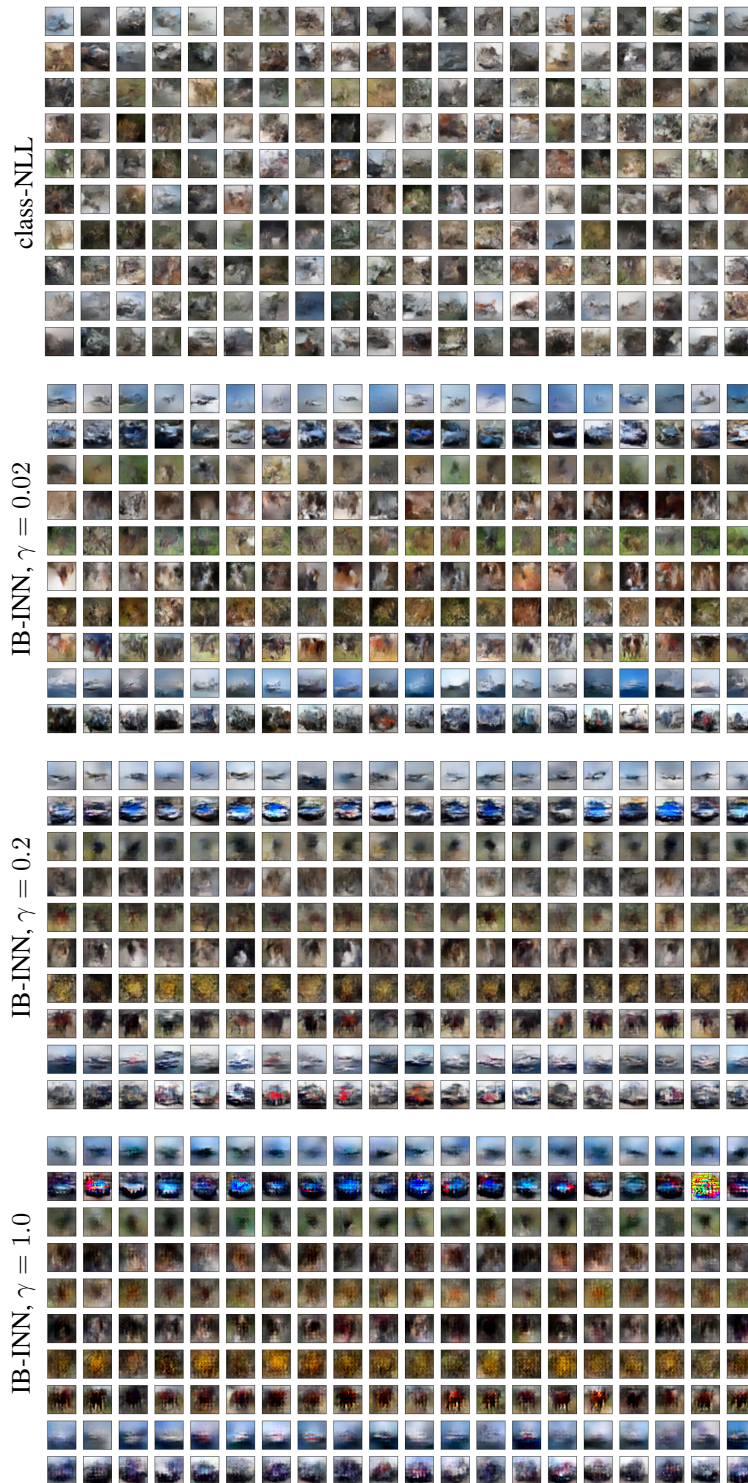 class-NLL
IB-INN, γ = 0.02
IB-INN, γ = 0.2
IB-INN, γ = 1.0